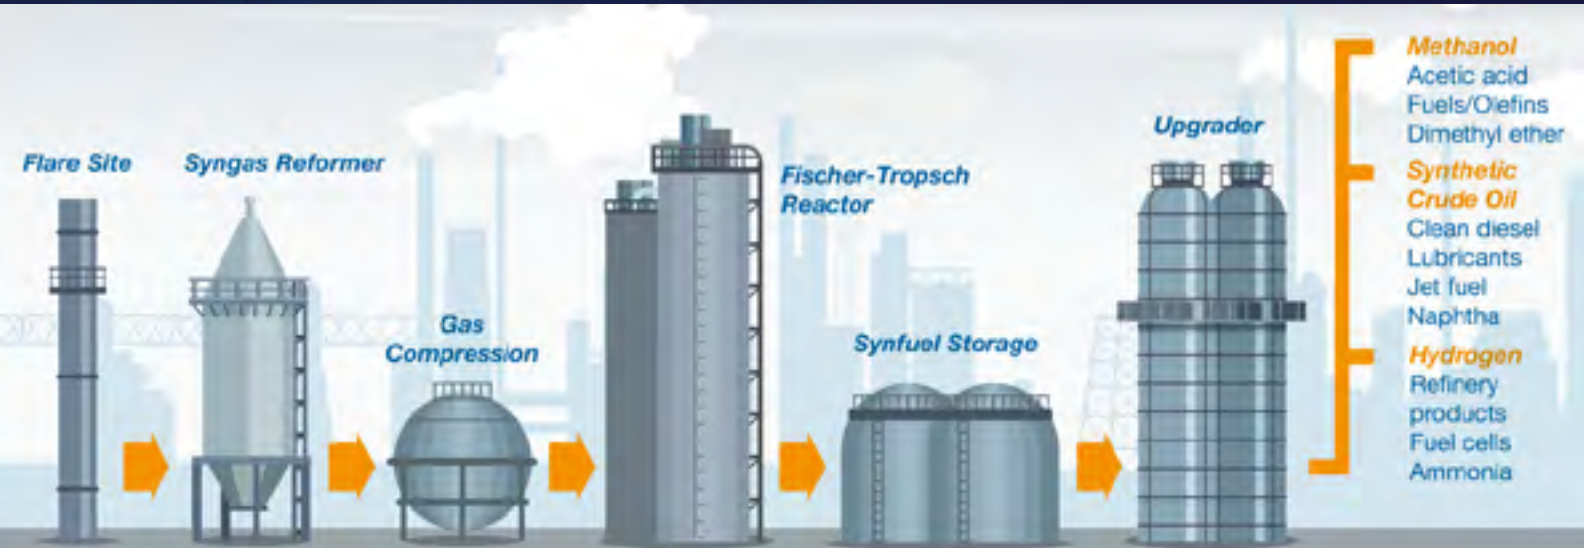 Flare Site
Syngas Reformer
Gas
Compression
Fischer-Tropsch
Reactor
Synfuel Storage
Upgrader
Methanol
Acetic acid
Fuels/Olefins
Dimethyl ether
Synthetic
Crude Oil
Clean diesel
Lubricants
Jet fuel
Naphtha
Hydrogen
Refinery
products
Fuel cells
Ammonia